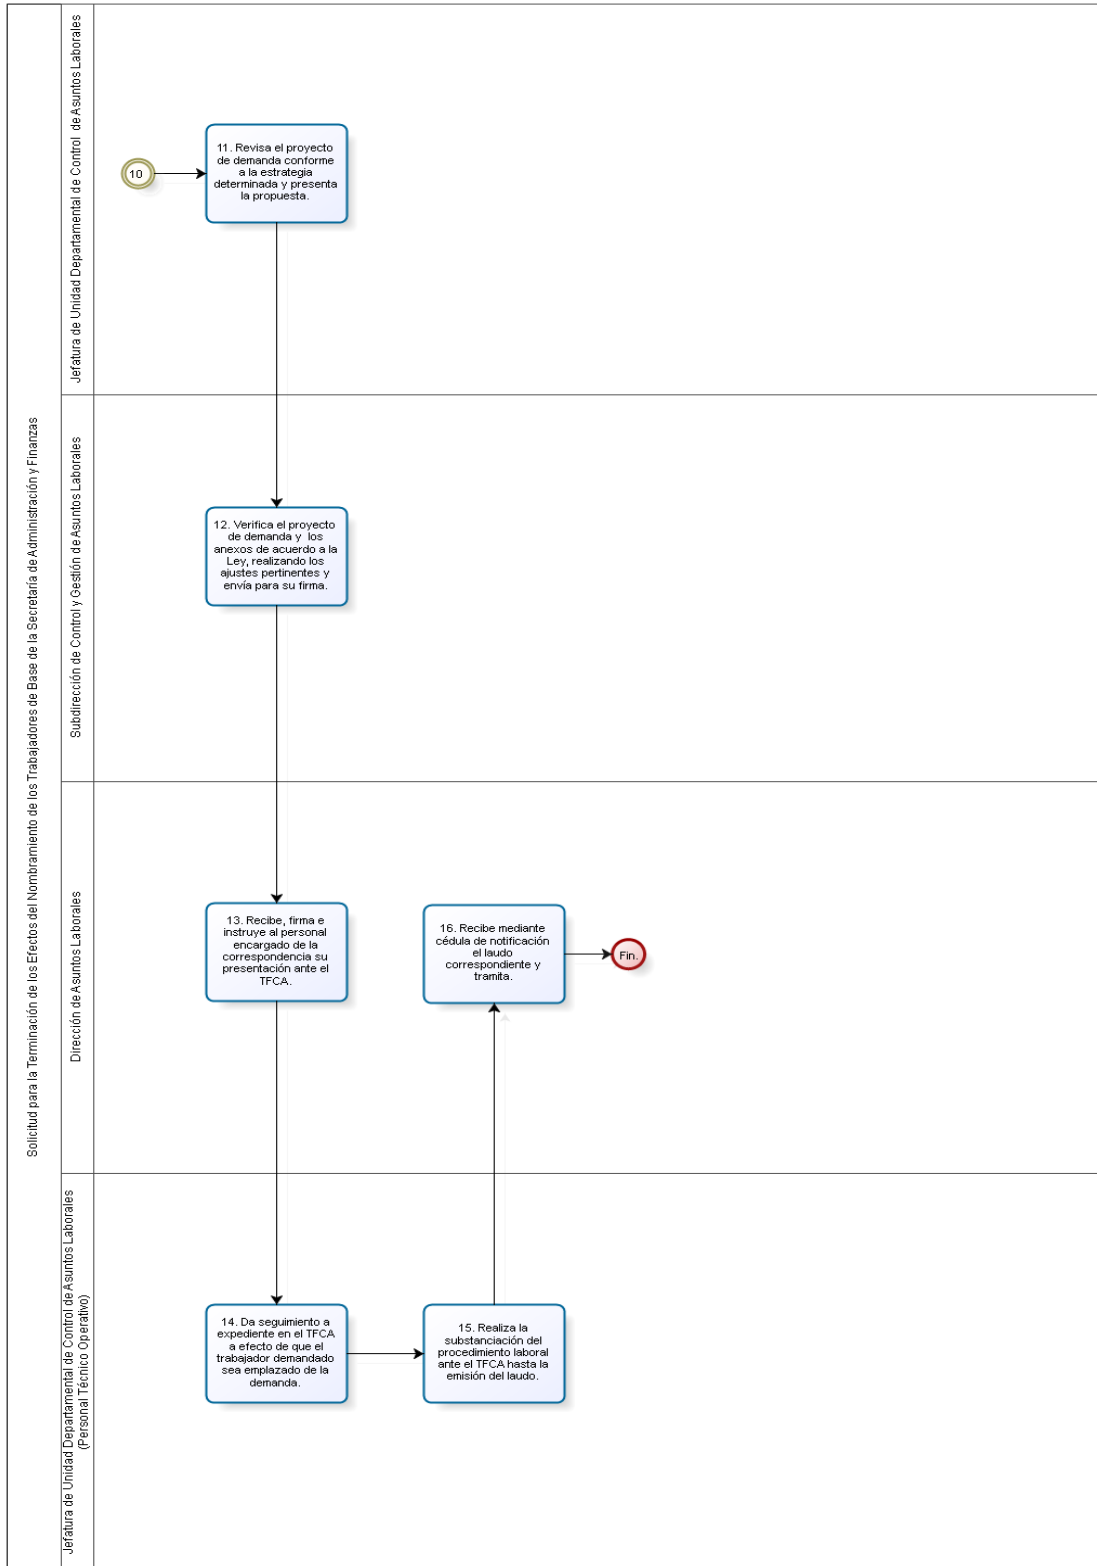 Solicitud para la Terminación de los Efectos del Nombramiento de los Trabajadores de Base de la Secretaría de Administración y Finanzas
Jefatura de Unidad Departamental de Control de Asuntos Laborales
10
11. Revisa el proyecto
de demanda conforme
a la estrategia
determinada y presenta
la propuesta.
Subdirección de Control y Gestión de Asuntos Laborales
12. Verifica el proyecto
de demanda y los
anexos de acuerdo a la
Ley, realizando los
ajustes pertinentes y
envía para su firma.
Dirección de Asuntos Laborales
13. Recibe, firma e
instruye al personal
encargado de la
correspondencia su
presentación ante el
TFCA.
16. Recibe mediante
cédula de notificación
el laudo
correspondiente y
tramita.
Fin.
Jefatura de Unidad Departamental de Control de Asuntos Laborales
(Personal Técnico Operativo)
14. Da seguimiento a
expediente en el TFCA
a efecto de que el
trabajador demandado
sea emplazado de la
demanda.
15. Realiza la
substanciación del
procedimiento laboral
ante el TFCA hasta la
emisión del laudo.